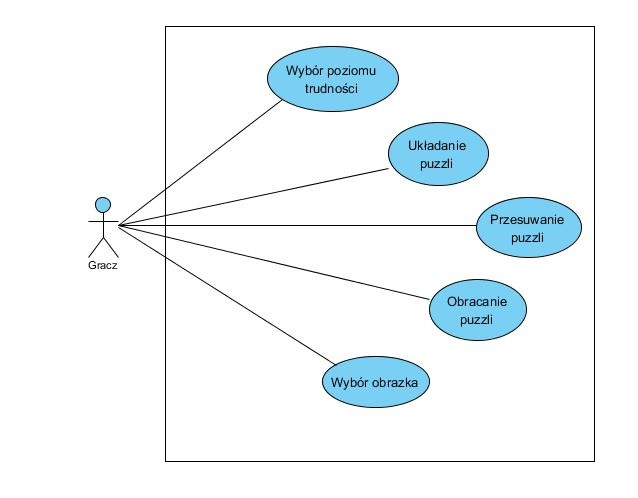 Wybór poziomu
trudności
Układanie
puzzli
Przesuwanie
puzzli
Gracz
Obracanie
puzzli
Wybór obrazka